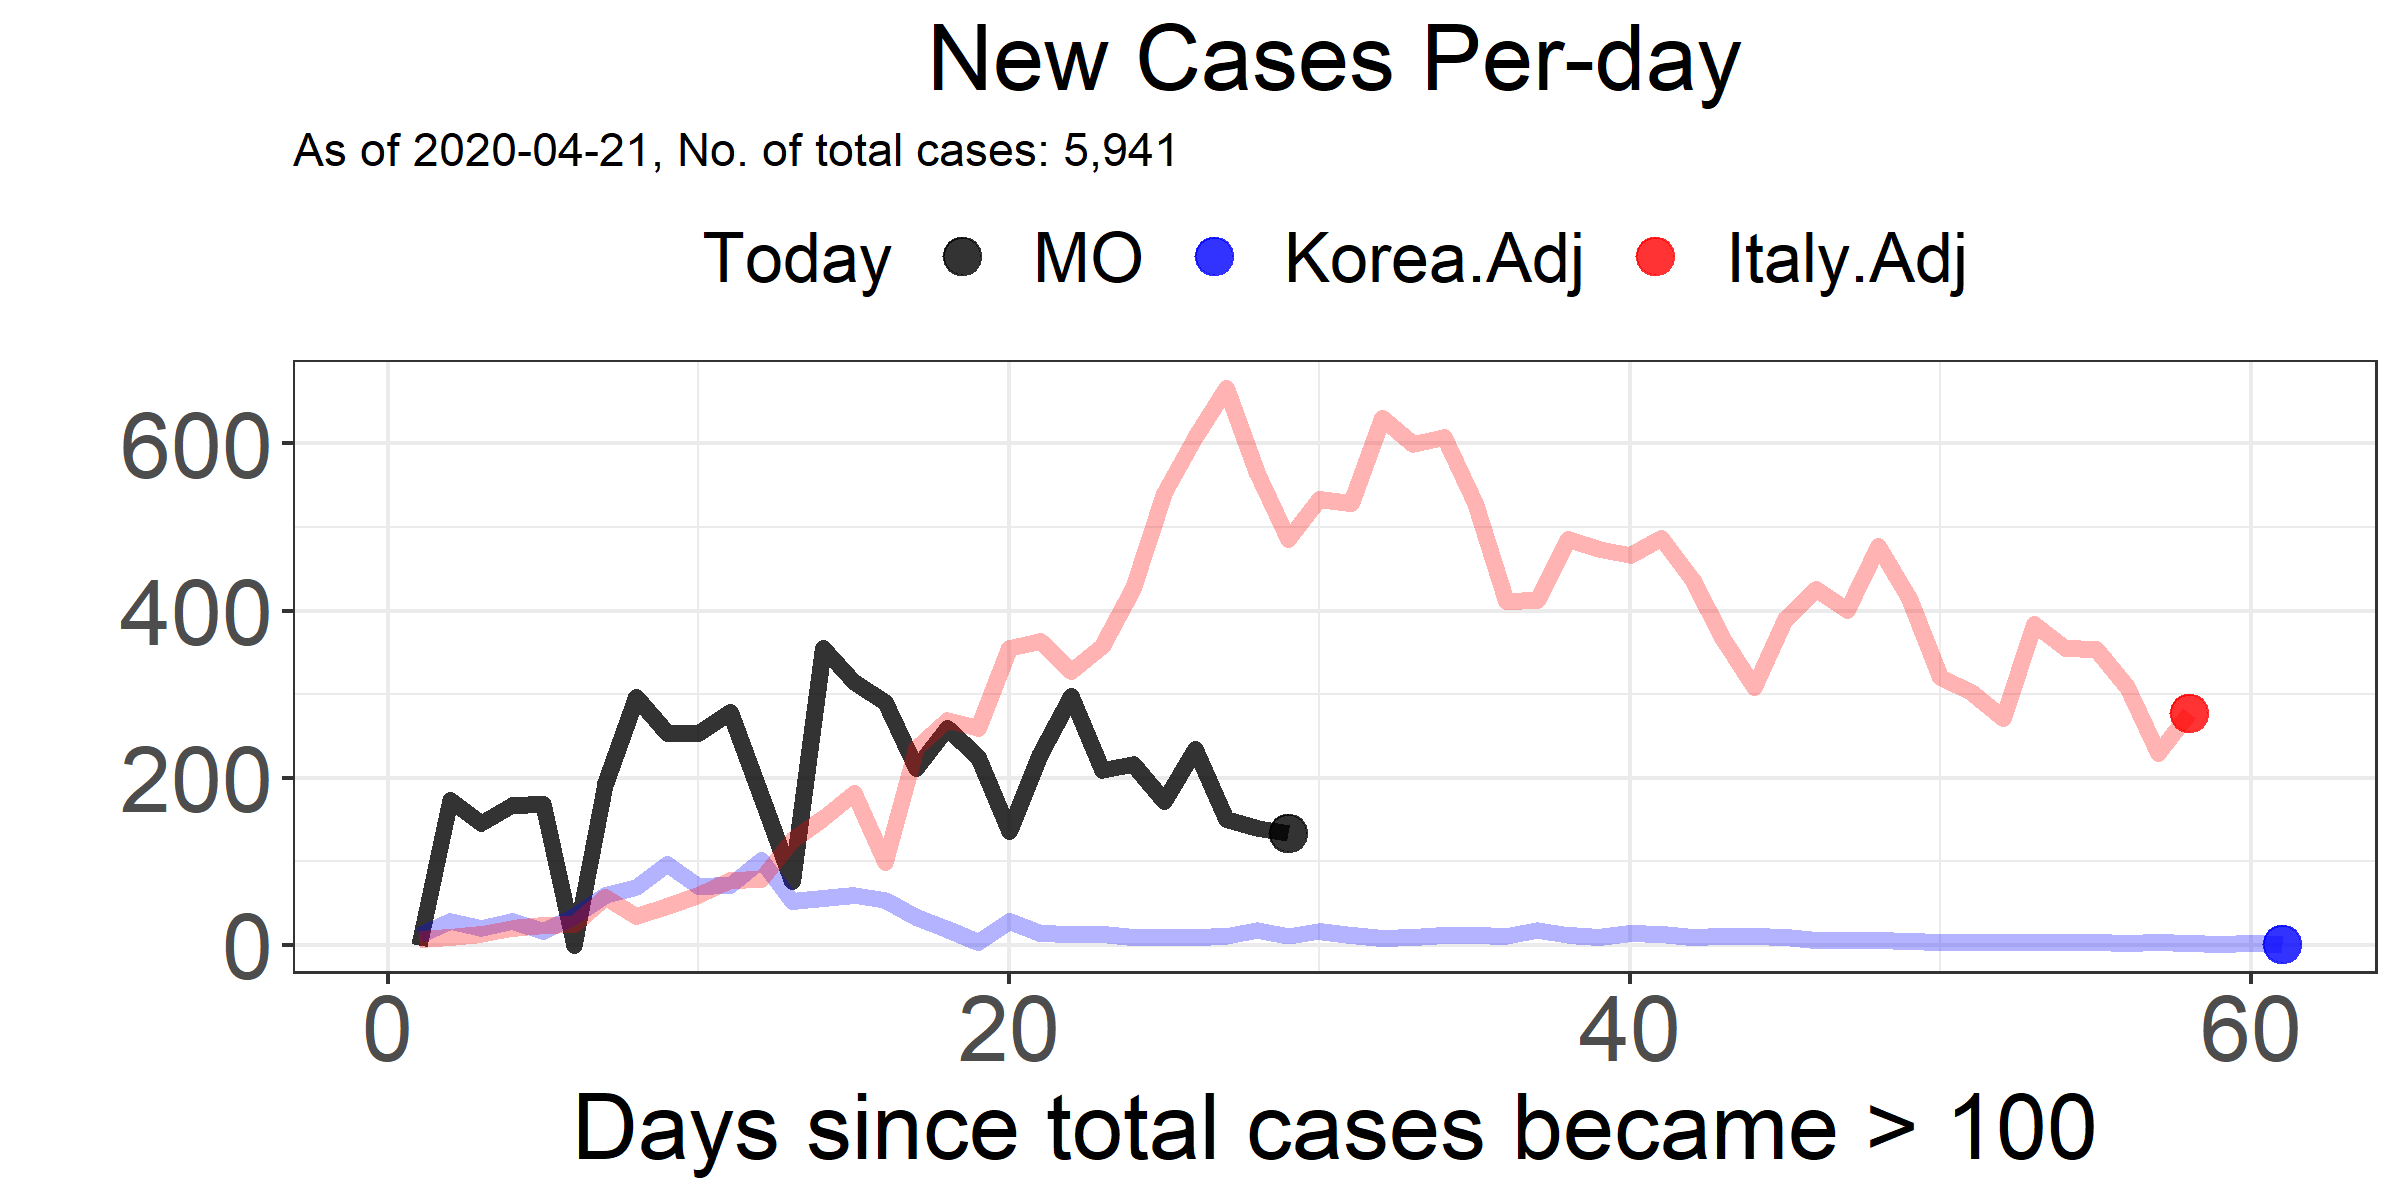 New Cases Per-day
As of 2020-04-21, No. of total cases: 5,941
Today MO Korea.Adj Italy.Adj
600
400
200
0
0 20 40 60
Days since total cases became > 100